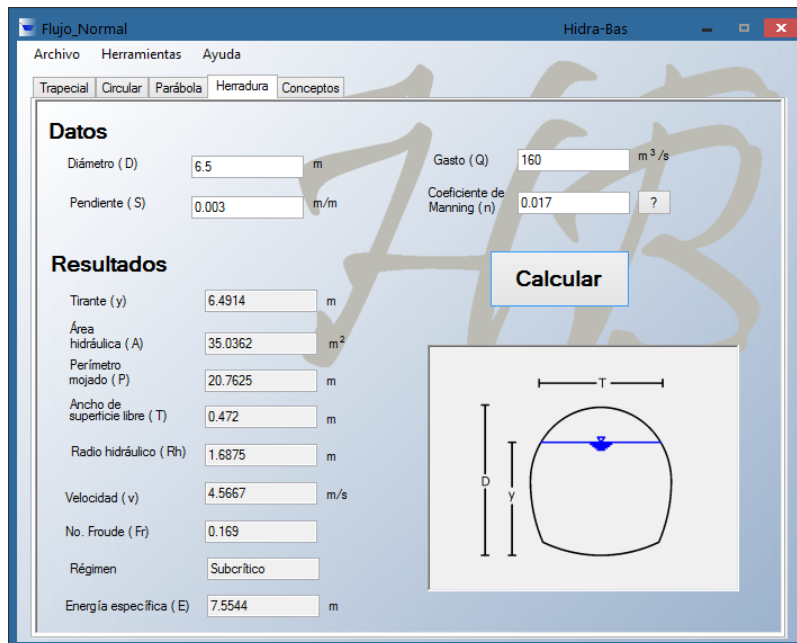 Flujo_Normal Hidra-Bas
Archivo Herramientas Ayuda
Trapecial Circular Parábola Herradura Conceptos
Datos
Diámetro ( D ) 6.5 m Gasto ( Q ) 160 m³/s
Pendiente ( S ) 0.003 m/m Coeficiente de
Manning ( n ) 0.017 ?
Resultados
Calcular
Tirante ( y ) 6.4914 m
Área
hidráulica ( A ) 35.0362 m²
Perímetro
mojado ( P ) 20.7625 m
Ancho de
superficie libre ( T ) 0.472 m
Radio hidráulico ( Rh ) 1.6875 m
Velocidad ( v ) 4.5667 m/s
No. Froude ( Fr ) 0.169
Régimen Subcrítico
Energía específica ( E ) 7.5544 m
T
D
y
HB